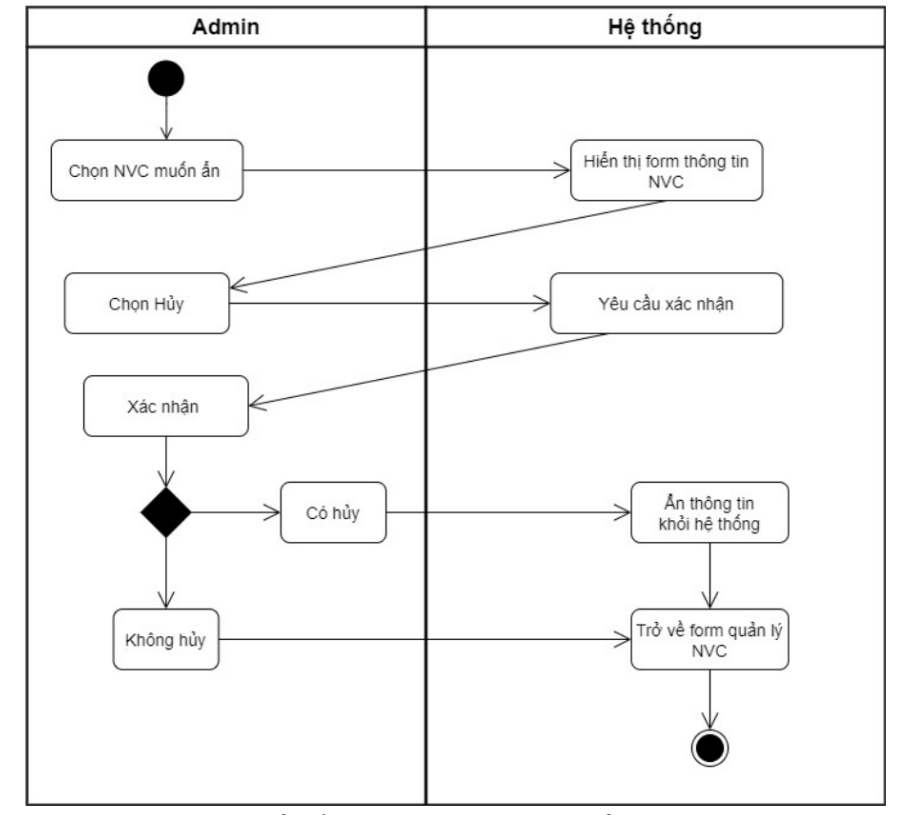 Admin
Hệ thống
Chọn NVC muốn ẩn
Hiển thị form thông tin
NVC
Chọn Hủy
Yêu cầu xác nhận
Xác nhận
Có hủy
Ẩn thông tin
khỏi hệ thống
Không hủy
Trở về form quản lý
NVC